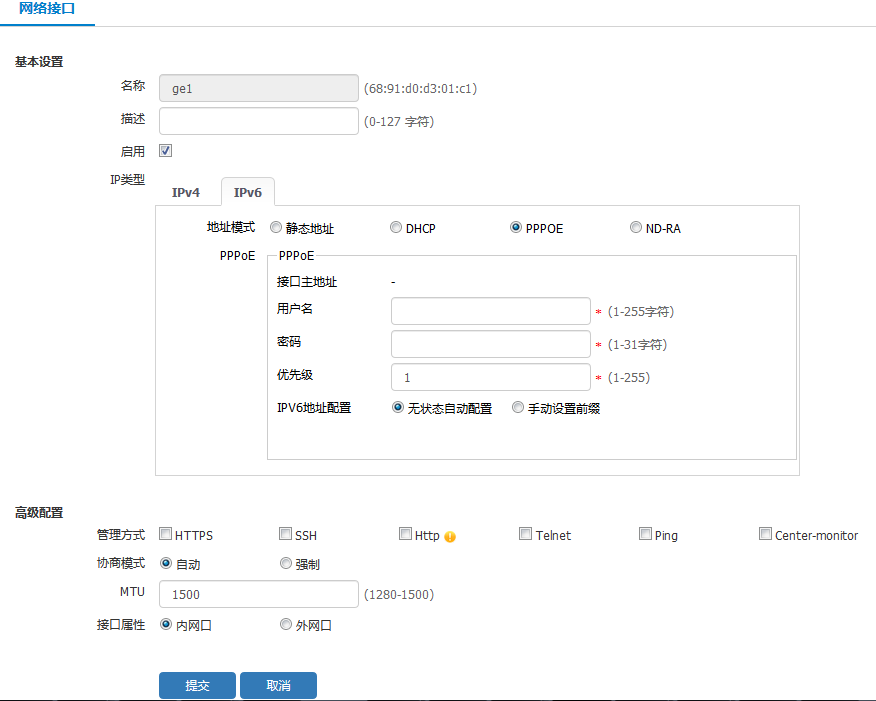 网络接口
基本设置
名称 ge1 (68:91:d0:d3:01:c1)
描述 (0-127 字符)
启用
IP类型 IPv4 IPv6
地址模式 静态地址 DHCP PPPOE ND-RA
PPPoE PPPoE
接口主地址 -
用户名 * (1-255字符)
密码 * (1-31字符)
优先级 1 * (1-255)
IPV6地址配置 无状态自动配置 手动设置前缀
高级配置
管理方式 HTTPS SSH Http Telnet Ping Center-monitor
协商模式 自动 强制
MTU 1500 (1280-1500)
接口属性 内网口 外网口
提交 取消